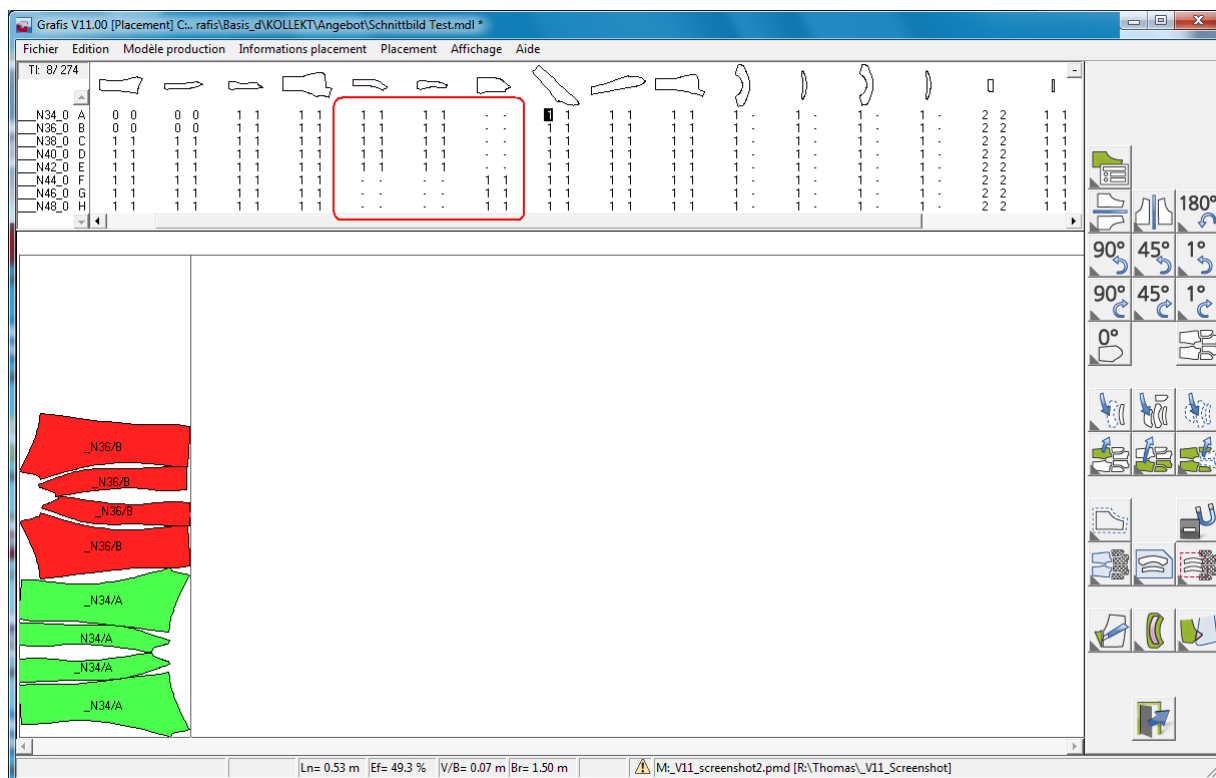 Grafis V11.00 [Placement] C:.. rafis\Basis_d\KOLLEKT\Angebot\Schnittbild Test.mdl *
Fichier Edition Modèle production Informations placement Placement Affichage Aide
Tl: 8/ 274
__N34_0 A 0 0 0 0 1 1 1 1 1 1 1 1 - - 1 1 1 1 1 1 1 - 1 - 1 - 1 - 2 2 1 1
__N36_0 B 0 0 0 0 1 1 1 1 1 1 1 1 - - 1 1 1 1 1 1 1 - 1 - 1 - 1 - 2 2 1 1
__N38_0 C 1 1 1 1 1 1 1 1 1 1 1 1 - - 1 1 1 1 1 1 1 - 1 - 1 - 1 - 2 2 1 1
__N40_0 D 1 1 1 1 1 1 1 1 1 1 1 1 - - 1 1 1 1 1 1 1 - 1 - 1 - 1 - 2 2 1 1
__N42_0 E 1 1 1 1 1 1 1 1 1 1 1 1 - - 1 1 1 1 1 1 1 - 1 - 1 - 1 - 2 2 1 1
__N44_0 F 1 1 1 1 1 1 1 1 - - - - 1 1 1 1 1 1 1 1 1 - 1 - 1 - 1 - 2 2 1 1
__N46_0 G 1 1 1 1 1 1 1 1 - - - - 1 1 1 1 1 1 1 1 1 - 1 - 1 - 1 - 2 2 1 1
__N48_0 H 1 1 1 1 1 1 1 1 - - - - 1 1 1 1 1 1 1 1 1 - 1 - 1 - 1 - 2 2 1 1
180°
90° 45° 1°
90° 45° 1°
0°
_N36/B
_N36/B
_N36/B
_N36/B
_N34/A
N34/A
_N34/A
_N34/A
Ln= 0.53 m Ef= 49.3 % V/B= 0.07 m Br= 1.50 m M:_V11_screenshot2.pmd [R:\Thomas\_V11_Screenshot]